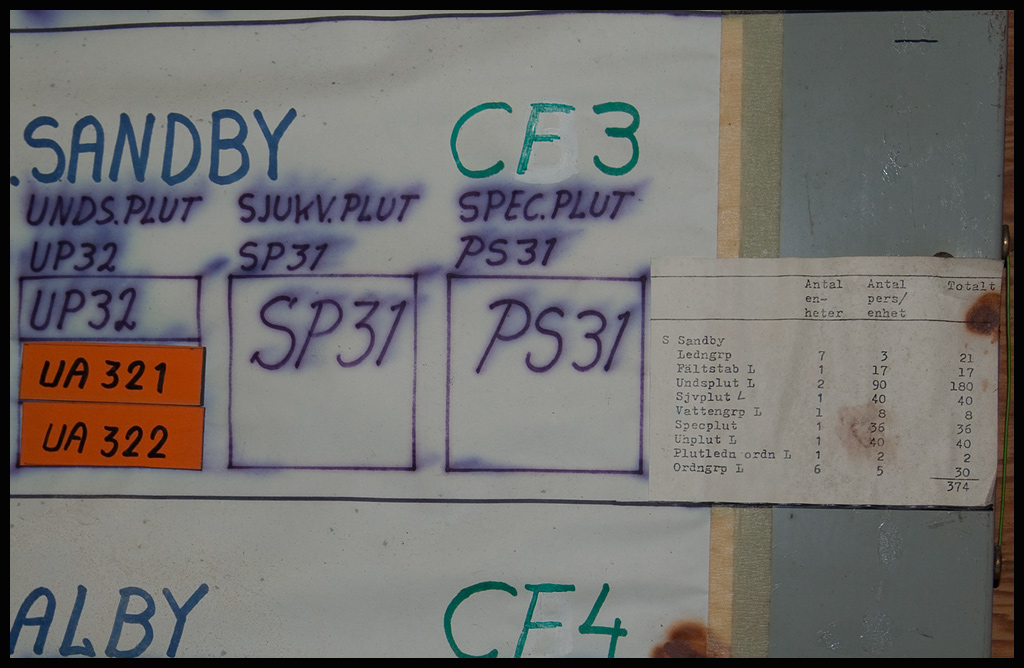 .SANDBY CF3
UNDS.PLUT SJUKV.PLUT SPEC.PLUT
UP32 SP31 PS31
UP32 SP31 PS31
UA 321
UA 322
Antal Antal Totalt
en- pers/
heter enhet
S Sandby
Ledngrp 7 3 21
Fältstab L 1 17 17
Undsplut L 2 90 180
Sjvplut L 1 40 40
Vattengrp L 1 8 8
Specplut 1 36 36
Uhplut L 1 40 40
Plutledn ordn L 1 2 2
Ordngrp L 6 5 30
374
ALBY CF4